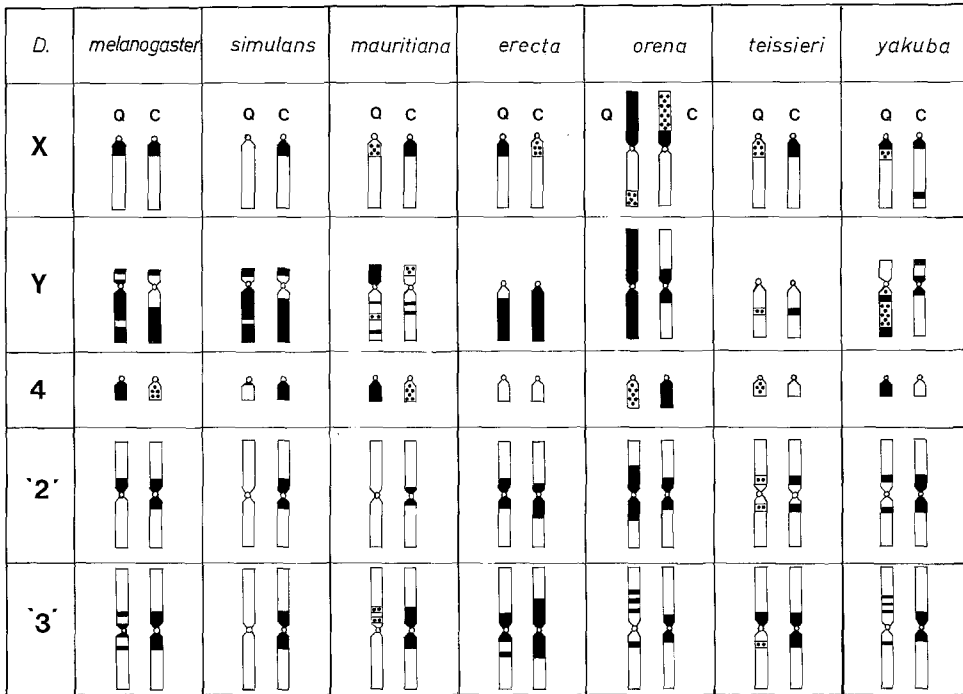 D. melanogaster simulans mauritiana erecta orena teissieri yakuba
X Q C Q C Q C Q C Q C Q C Q C
Y
4
'2'
'3'